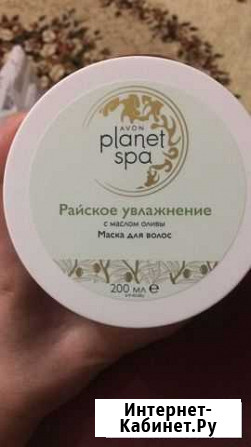 AVON
planet
spa
Райское увлажнение
с маслом оливы
Маска для волос
200 мл e
Интернет-
Кабинет.Ру